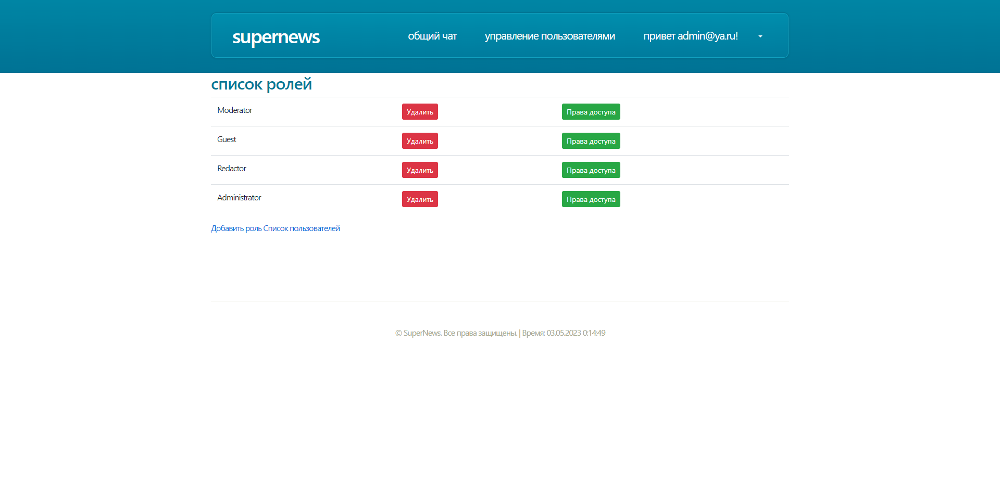 supernews общий чат управление пользователями привет admin@ya.ru!
список ролей
Moderator Удалить Права доступа
Guest Удалить Права доступа
Redactor Удалить Права доступа
Administrator Удалить Права доступа
Добавить роль Список пользователей
© SuperNews. Все права защищены. | Время: 03.05.2023 0:14:49